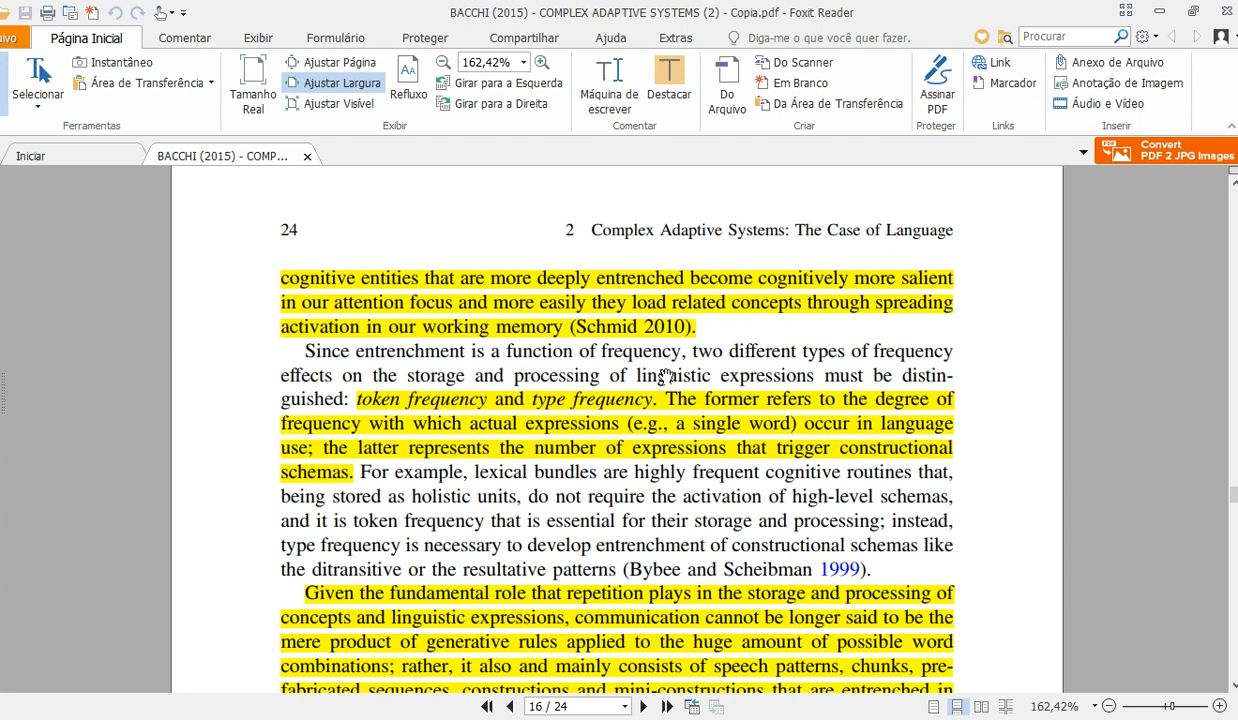 BACCHI (2015) - COMPLEX ADAPTIVE SYSTEMS (2) - Copia.pdf - Foxit Reader
Página Inicial Comentar Exibir Formulário Proteger Compartilhar Ajuda Extras Diga-me o que você quer fazer. Procurar
Selecionar
Instantâneo
Área de Transferência
Ferramentas
Tamanho
Real
Ajustar Página
Ajustar Largura
Ajustar Visível
Refluxo
162,42%
Girar para a Esquerda
Girar para a Direita
Exibir
Máquina de
escrever
Destacar
Comentar
Do
Arquivo
Do Scanner
Em Branco
Da Área de Transferência
Criar
Assinar
PDF
Proteger
Link
Marcador
Links
Anexo de Arquivo
Anotação de Imagem
Áudio e Vídeo
Inserir
Iniciar
BACCHI (2015) - COMP...
Convert
PDF 2 JPG Images
24 2 Complex Adaptive Systems: The Case of Language
cognitive entities that are more deeply entrenched become cognitively more salient
in our attention focus and more easily they load related concepts through spreading
activation in our working memory (Schmid 2010).
Since entrenchment is a function of frequency, two different types of frequency
effects on the storage and processing of linguistic expressions must be distin-
guished: token frequency and type frequency. The former refers to the degree of
frequency with which actual expressions (e.g., a single word) occur in language
use; the latter represents the number of expressions that trigger constructional
schemas. For example, lexical bundles are highly frequent cognitive routines that,
being stored as holistic units, do not require the activation of high-level schemas,
and it is token frequency that is essential for their storage and processing; instead,
type frequency is necessary to develop entrenchment of constructional schemas like
the ditransitive or the resultative patterns (Bybee and Scheibman 1999).
Given the fundamental role that repetition plays in the storage and processing of
concepts and linguistic expressions, communication cannot be longer said to be the
mere product of generative rules applied to the huge amount of possible word
combinations; rather, it also and mainly consists of speech patterns, chunks, pre-
fabricated sequences, constructions and mini-constructions that are entrenched in
16 / 24
162,42%